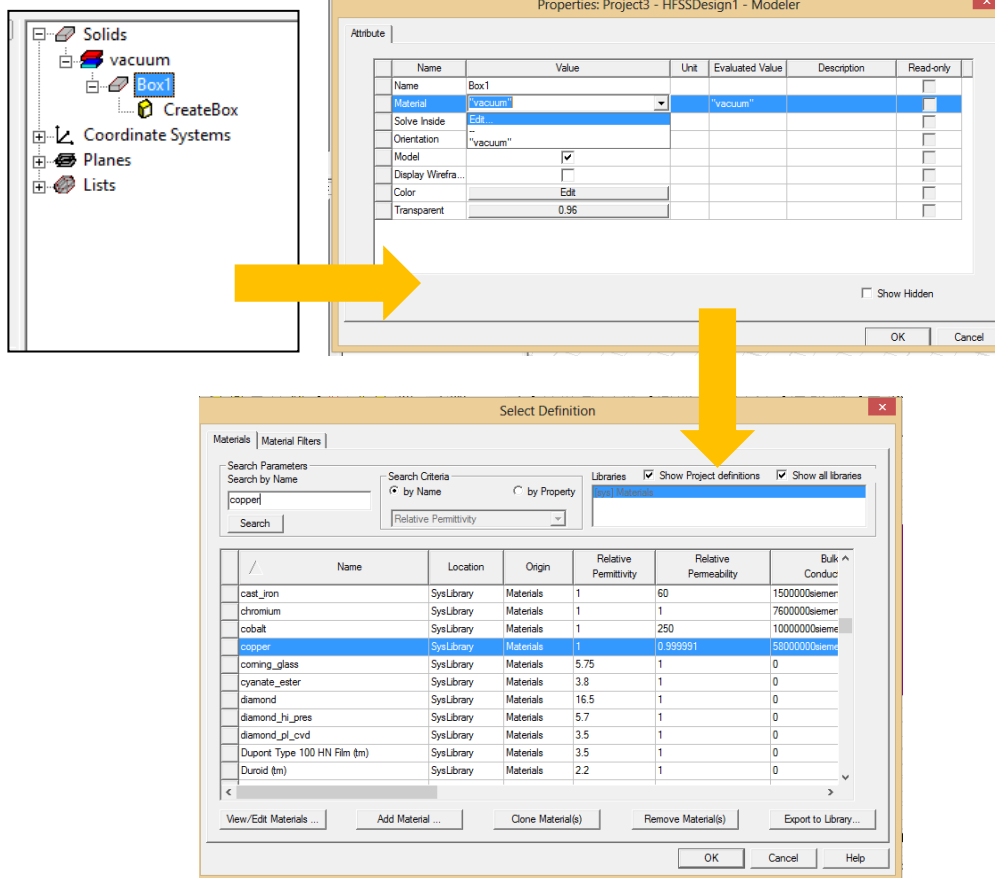 Solids
vacuum
Box1
CreateBox
Coordinate Systems
Planes
Lists
Properties: Project3 - HFSSDesign1 - Modeler
Attribute
Name Value Unit Evaluated Value Description Read-only
Name Box1
Material "vacuum" "vacuum"
Solve Inside Edit...
Orientation "vacuum"
Model
Display Wirefra...
Color Edit
Transparent 0.96
Show Hidden
OK Cancel
Select Definition
Materials Material Filters
Search Parameters
Search by Name
copper
Search
Search Criteria
by Name by Property
Relative Permittivity
Libraries Show Project definitions Show all libraries
[sys] Materials
/ Name Location Origin Relative Permittivity Relative Permeability Bulk Conduc
cast_iron SysLibrary Materials 1 60 1500000siemen
chromium SysLibrary Materials 1 1 7600000siemen
cobalt SysLibrary Materials 1 250 10000000sieme
copper SysLibrary Materials 1 0.999991 58000000sieme
corning_glass SysLibrary Materials 5.75 1 0
cyanate_ester SysLibrary Materials 3.8 1 0
diamond SysLibrary Materials 16.5 1 0
diamond_hi_pres SysLibrary Materials 5.7 1 0
diamond_pl_cvd SysLibrary Materials 3.5 1 0
Dupont Type 100 HN Film (tm) SysLibrary Materials 3.5 1 0
Duroid (tm) SysLibrary Materials 2.2 1 0
View/Edit Materials ... Add Material ... Clone Material(s) Remove Material(s) Export to Library...
OK Cancel Help